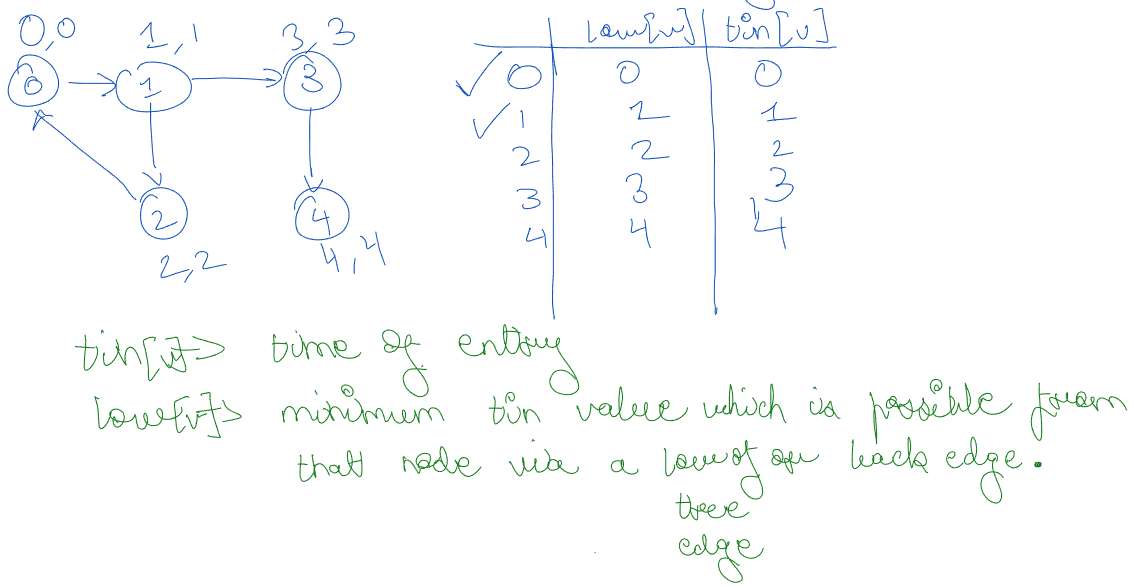 0,0 1,1 3,3
0 1 3
2 4
2,2 4,4
low[v] tin[v]
0 0 0
1 1 1
2 2 2
3 3 3
4 4 4
tin[v]→ time of entry
low[v]→ minimum tin value which is possible from
that node via a low of or back edge.
tree
edge